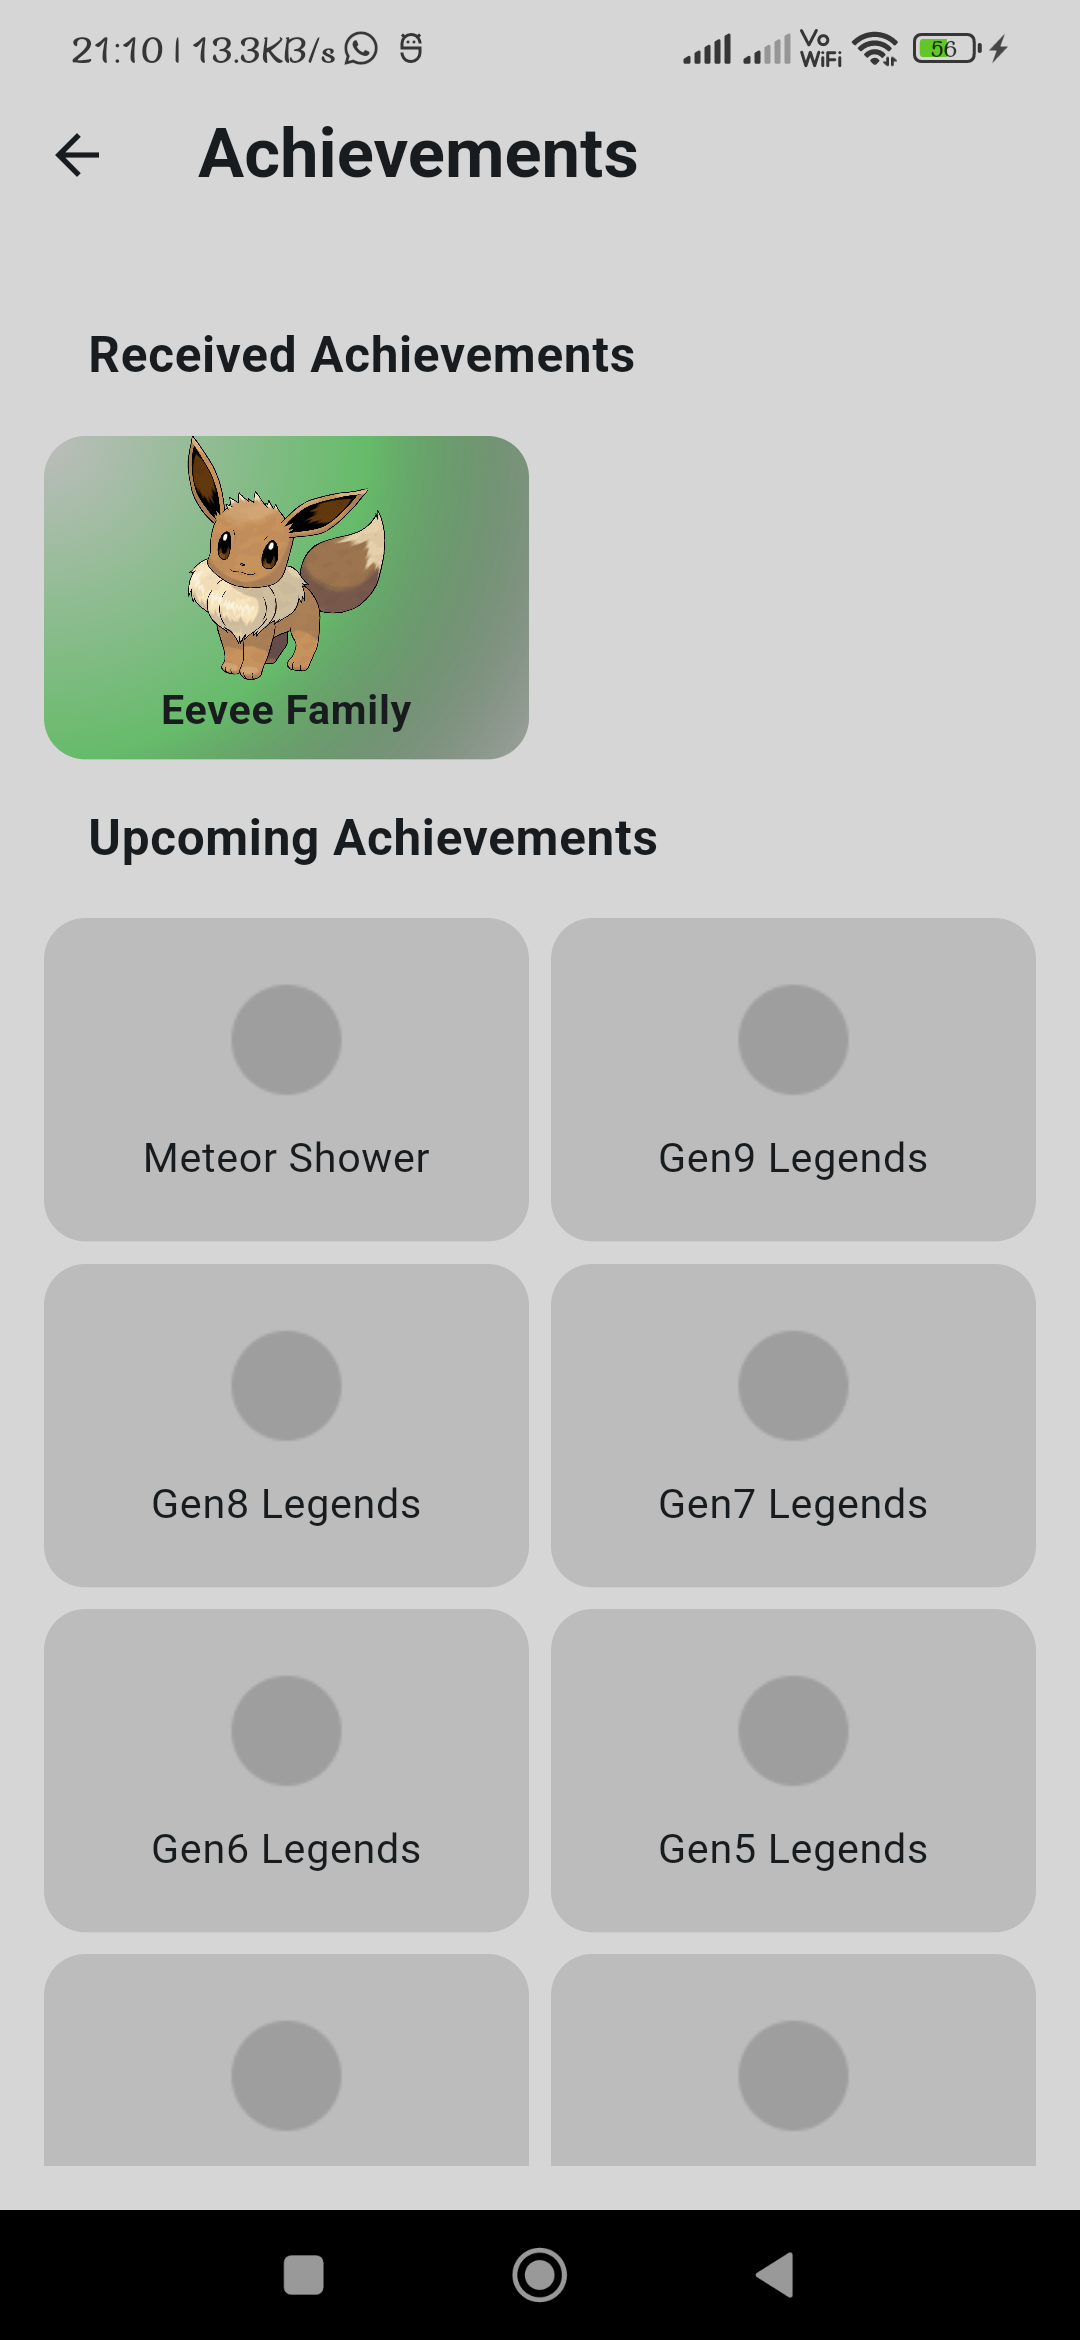 21:10 | 13.3KB/s Vo WiFi 56
Achievements
Received Achievements
Eevee Family
Upcoming Achievements
Meteor Shower Gen9 Legends
Gen8 Legends Gen7 Legends
Gen6 Legends Gen5 Legends